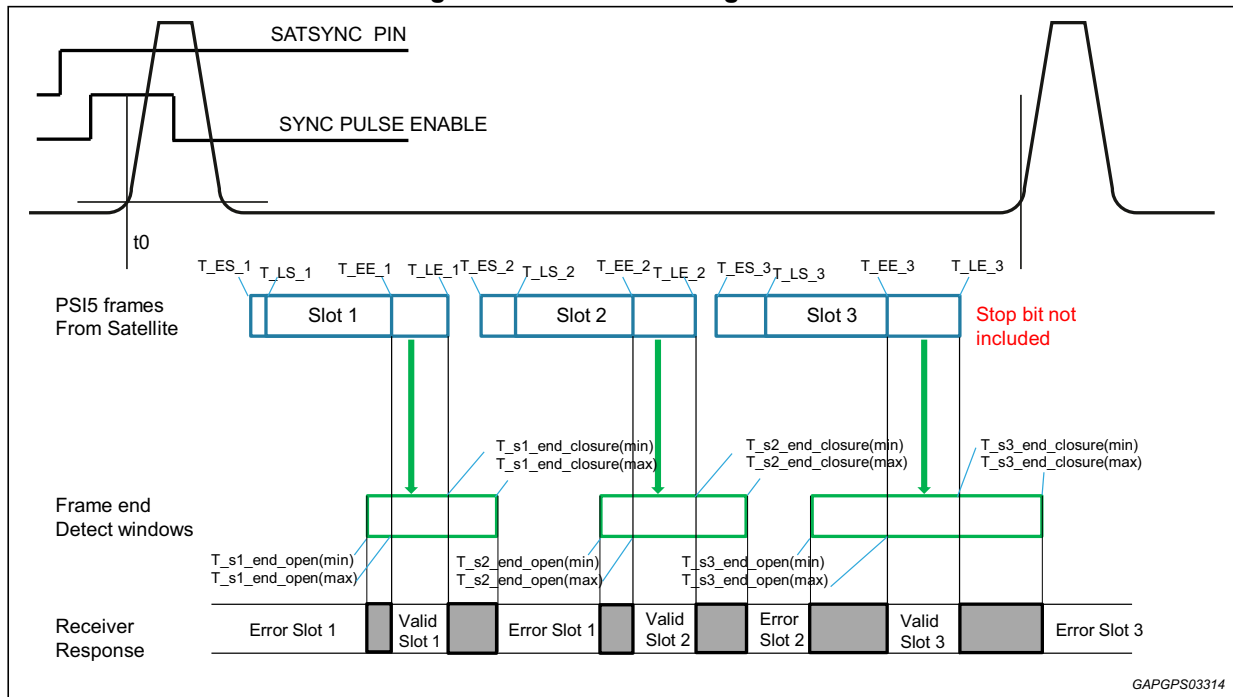 SATSYNC PIN
SYNC PULSE ENABLE
t0
T_ES_1 T_LS_1 T_EE_1 T_LE_1 T_ES_2 T_LS_2 T_EE_2 T_LE_2 T_ES_3 T_LS_3 T_EE_3 T_LE_3
PSI5 frames
From Satellite
Slot 1 Slot 2 Slot 3
Stop bit not
included
T_s1_end_closure(min)
T_s1_end_closure(max)
T_s2_end_closure(min)
T_s2_end_closure(max)
T_s3_end_closure(min)
T_s3_end_closure(max)
Frame end
Detect windows
T_s1_end_open(min)
T_s1_end_open(max)
T_s2_end_open(min)
T_s2_end_open(max)
T_s3_end_open(min)
T_s3_end_open(max)
Receiver
Response
Error Slot 1
Valid
Slot 1
Error Slot 1
Valid
Slot 2
Error
Slot 2
Valid
Slot 3
Error Slot 3
GAPGPS03314